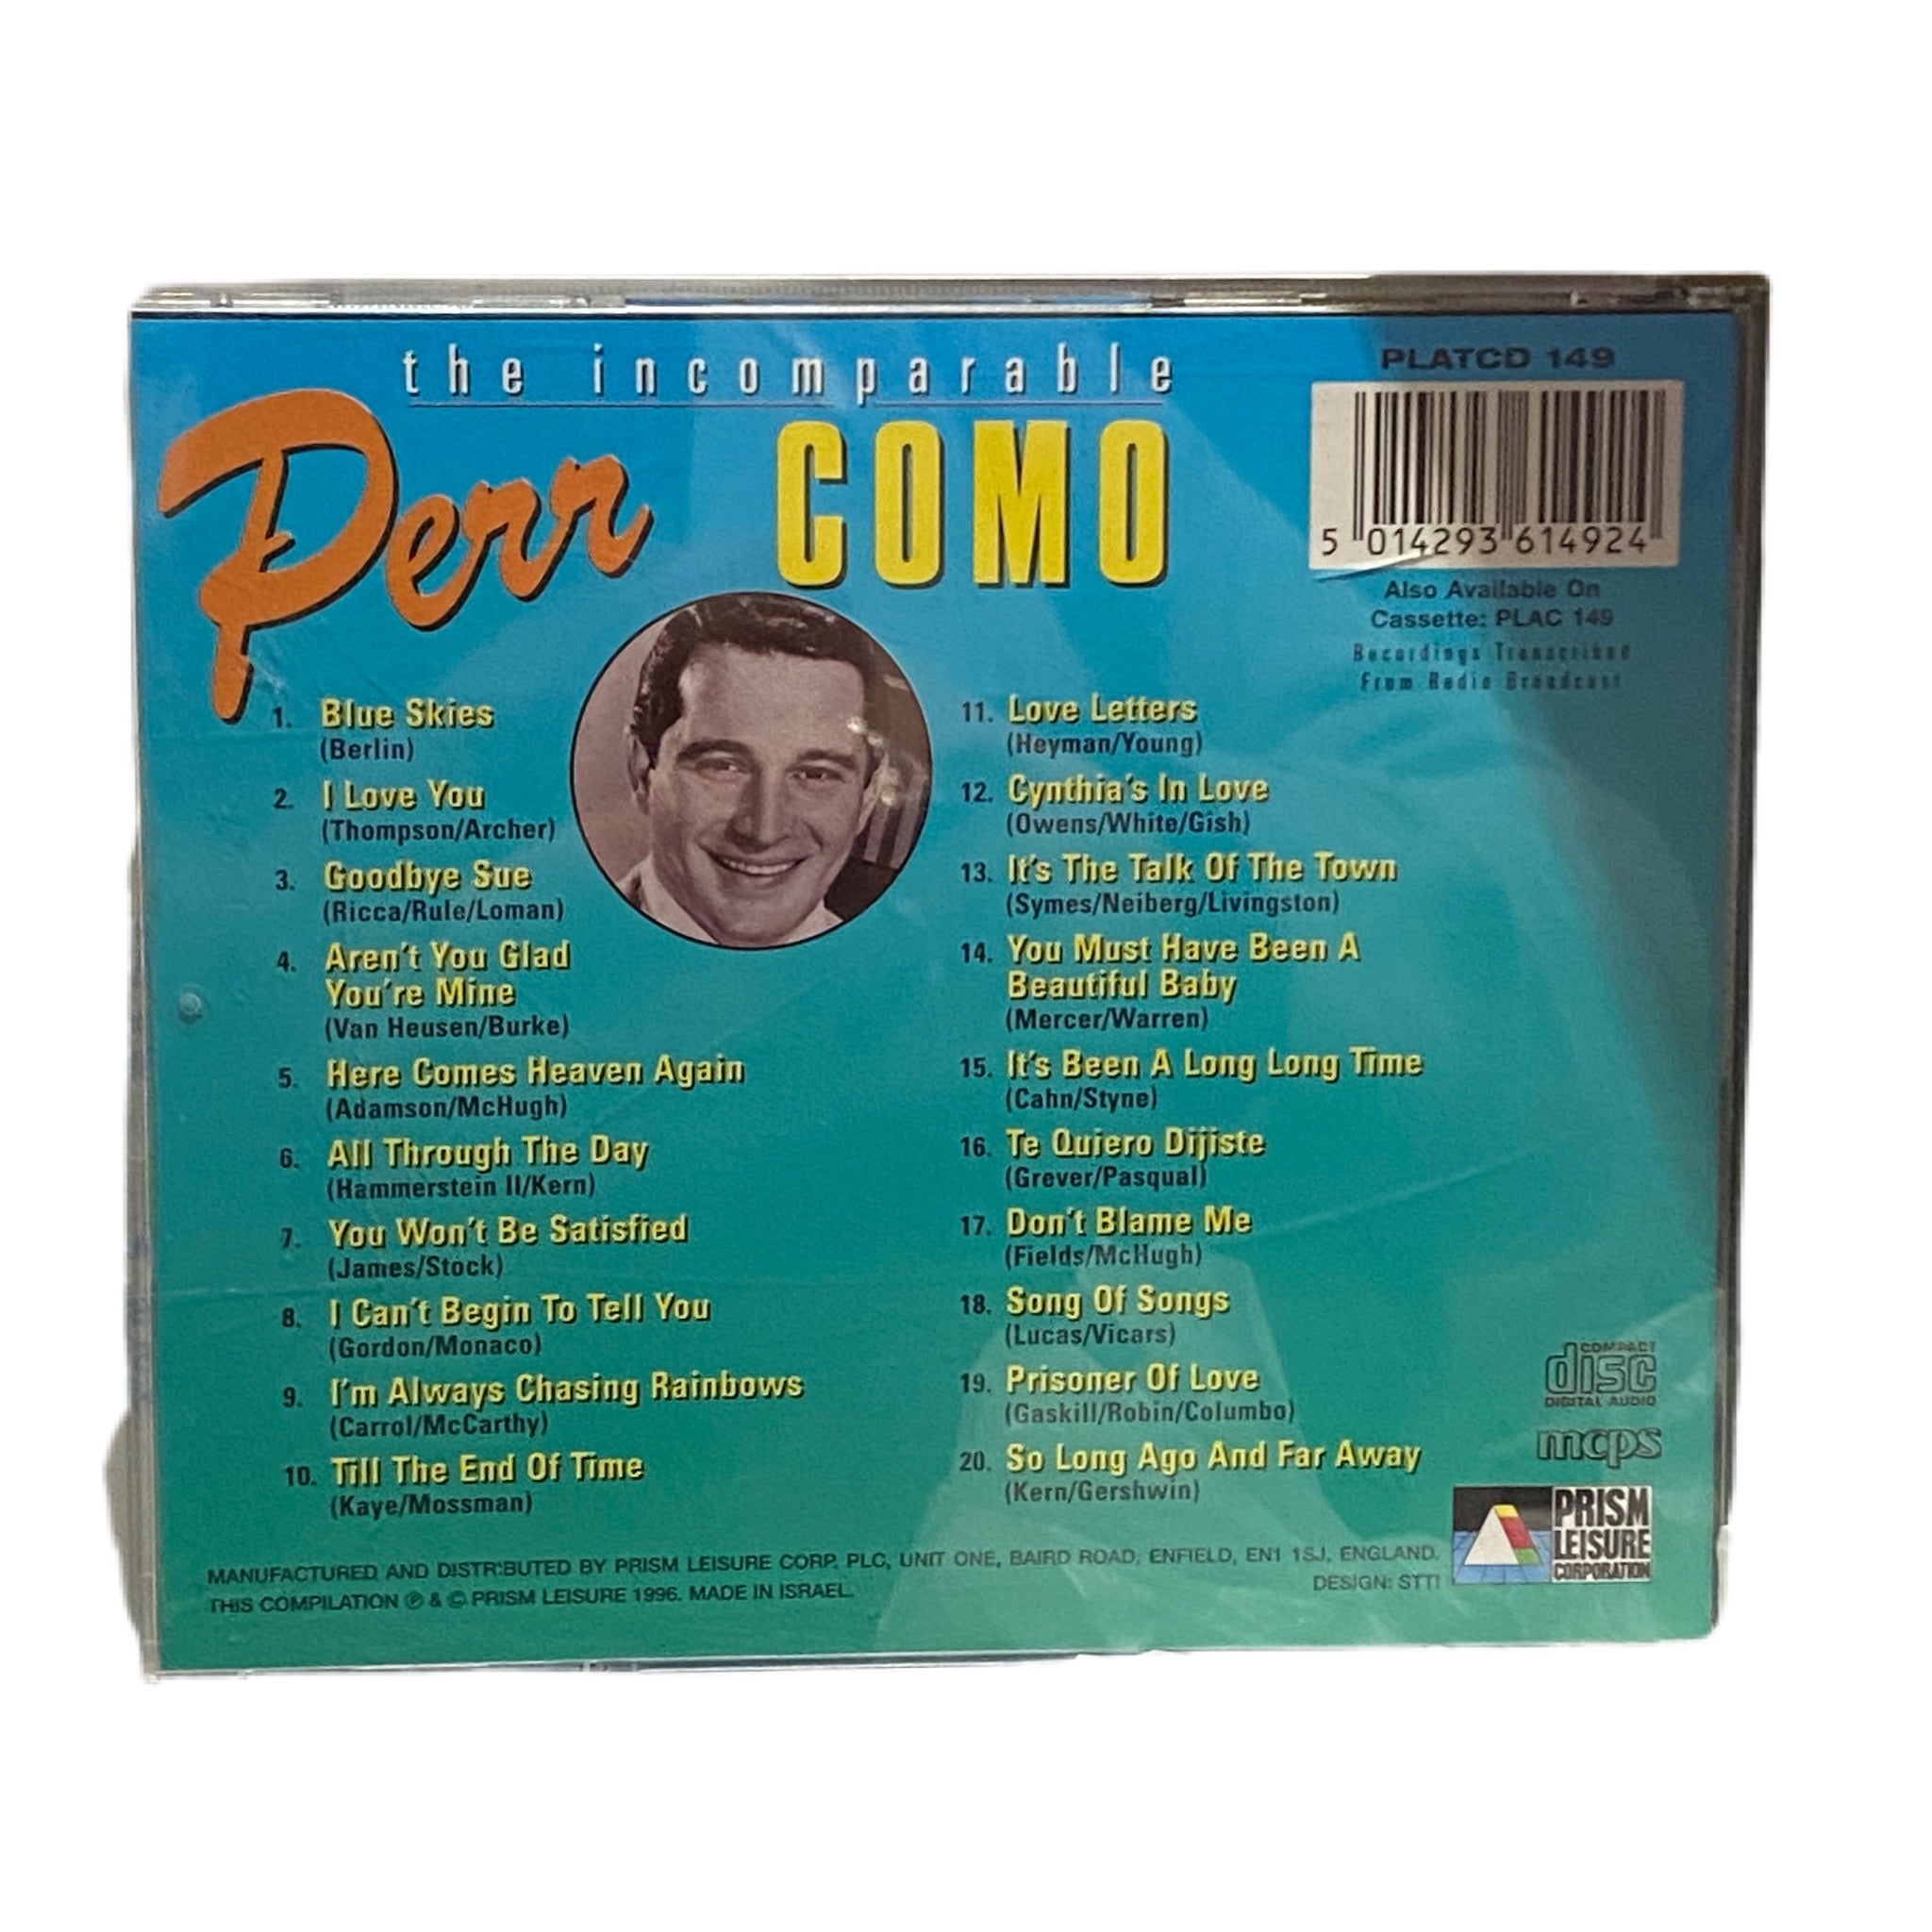 the incomparable
Perr COMO
PLATCD 149
5 014293 614924
Also Available On
Cassette: PLAC 149
Recordings Transcribed
From Radio Broadcast
1. Blue Skies
(Berlin)
2. I Love You
(Thompson/Archer)
3. Goodbye Sue
(Ricca/Rule/Loman)
4. Aren't You Glad
You're Mine
(Van Heusen/Burke)
5. Here Comes Heaven Again
(Adamson/McHugh)
6. All Through The Day
(Hammerstein II/Kern)
7. You Won't Be Satisfied
(James/Stock)
8. I Can't Begin To Tell You
(Gordon/Monaco)
9. I'm Always Chasing Rainbows
(Carrol/McCarthy)
10. Till The End Of Time
(Kaye/Mossman)
11. Love Letters
(Heyman/Young)
12. Cynthia's In Love
(Owens/White/Gish)
13. It's The Talk Of The Town
(Symes/Neiberg/Livingston)
14. You Must Have Been A
Beautiful Baby
(Mercer/Warren)
15. It's Been A Long Long Time
(Cahn/Styne)
16. Te Quiero Dijiste
(Grever/Pasqual)
17. Don't Blame Me
(Fields/McHugh)
18. Song Of Songs
(Lucas/Vicars)
19. Prisoner Of Love
(Gaskill/Robin/Columbo)
20. So Long Ago And Far Away
(Kern/Gershwin)
COMPACT
disc
DIGITAL AUDIO
mcps
PRISM
LEISURE
CORPORATION
MANUFACTURED AND DISTRIBUTED BY PRISM LEISURE CORP. PLC, UNIT ONE, BAIRD ROAD, ENFIELD, EN1 1SJ, ENGLAND.
THIS COMPILATION ℗ & © PRISM LEISURE 1996. MADE IN ISRAEL.
DESIGN: STTI